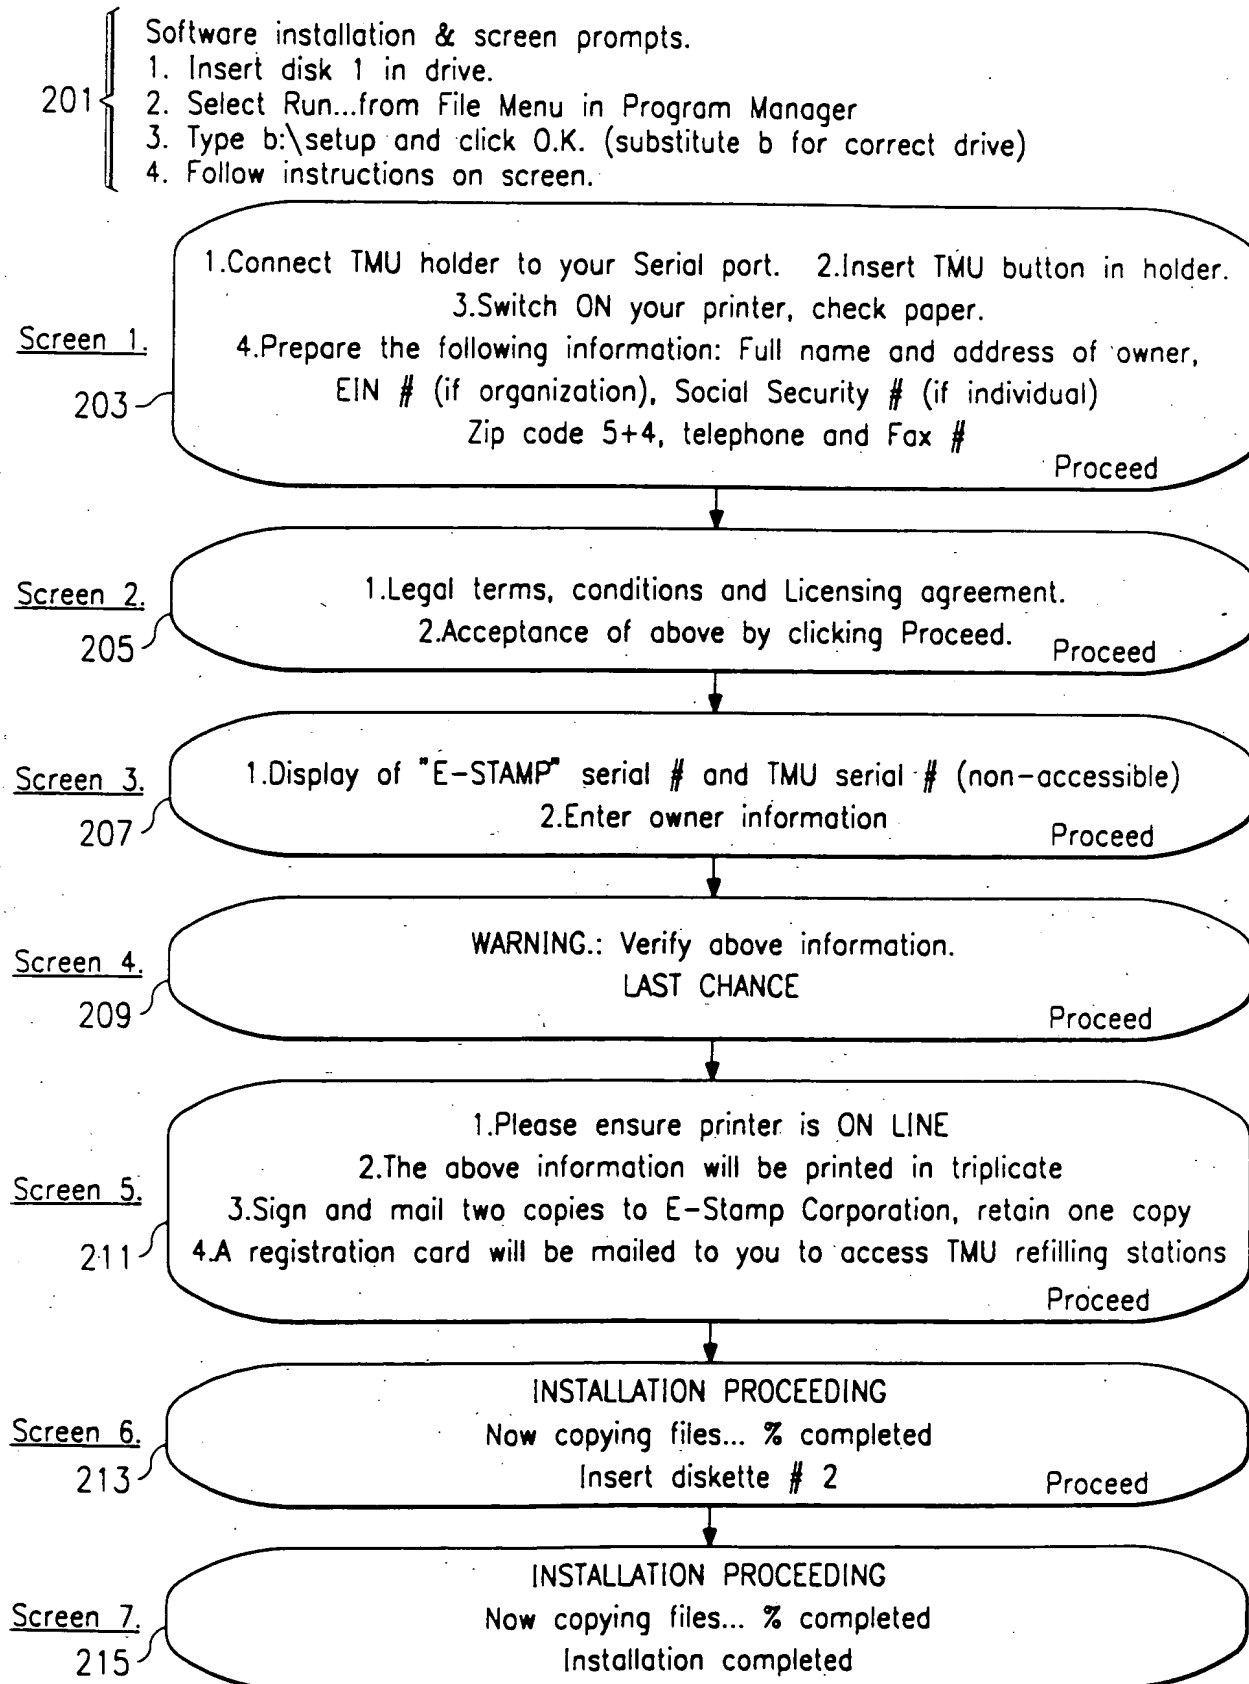 Software installation & screen prompts.
1. Insert disk 1 in drive.
201
2. Select Run...from File Menu in Program Manager
3. Type b:\setup and click O.K. (substitute b for correct drive)
4. Follow instructions on screen.
1.Connect TMU holder to your Serial port. 2.Insert TMU button in holder.
3.Switch ON your printer, check paper.
Screen 1.
4.Prepare the following information: Full name and address of owner,
203
EIN # (if organization), Social Security # (if individual)
Zip code 5+4, telephone and Fax #
Proceed
Screen 2.
1.Legal terms, conditions and Licensing agreement.
205
2.Acceptance of above by clicking Proceed.
Proceed
Screen 3.
1.Display of "E-STAMP" serial # and TMU serial # (non-accessible)
207
2.Enter owner information
Proceed
WARNING.: Verify above information.
Screen 4.
LAST CHANCE
209
Proceed
1.Please ensure printer is ON LINE
2.The above information will be printed in triplicate
Screen 5.
3.Sign and mail two copies to E-Stamp Corporation, retain one copy
211
4.A registration card will be mailed to you to access TMU refilling stations
Proceed
INSTALLATION PROCEEDING
Screen 6.
Now copying files... % completed
213
Insert diskette # 2
Proceed
INSTALLATION PROCEEDING
Screen 7.
Now copying files... % completed
215
Installation completed